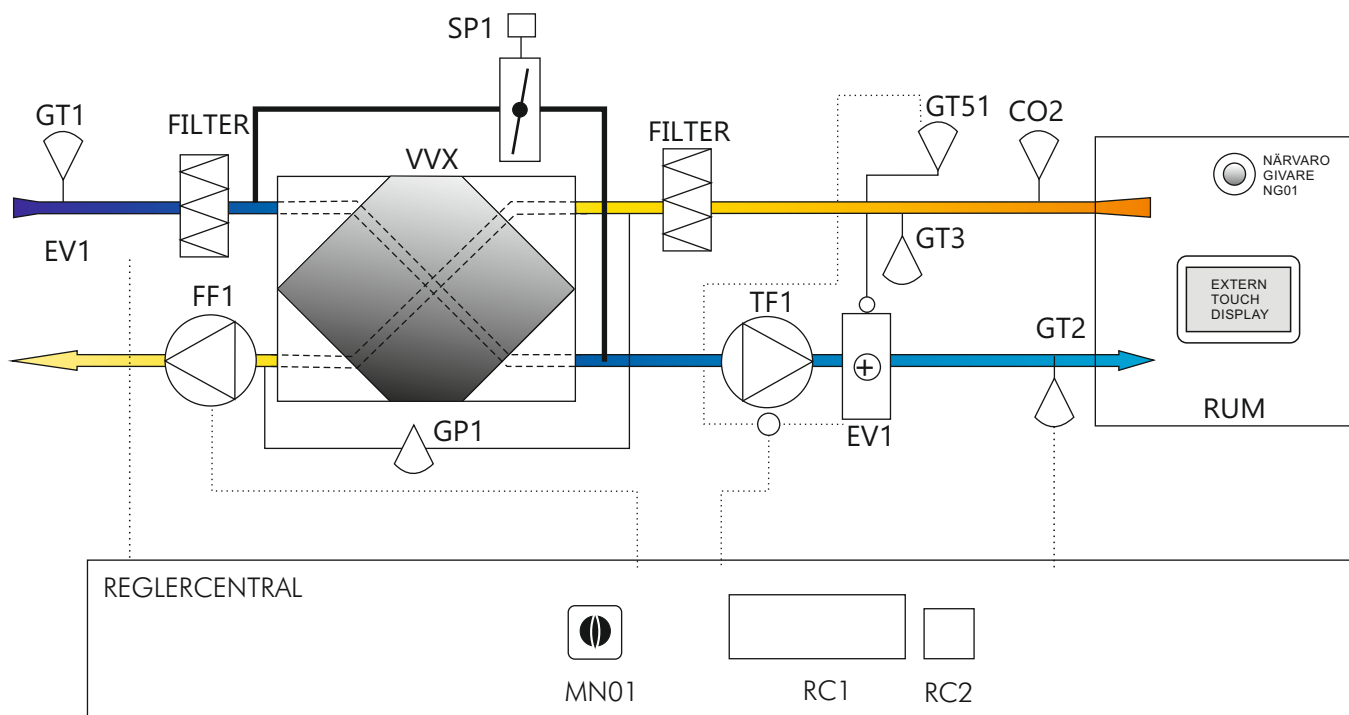 SP1
GT1
FILTER
VVX
FILTER
GT51
CO2
NÄRVARO
GIVARE
NG01
EV1
GT3
FF1
TF1
GT2
EXTERN
TOUCH
DISPLAY
GP1
EV1
RUM
REGLERCENTRAL
MN01
RC1
RC2